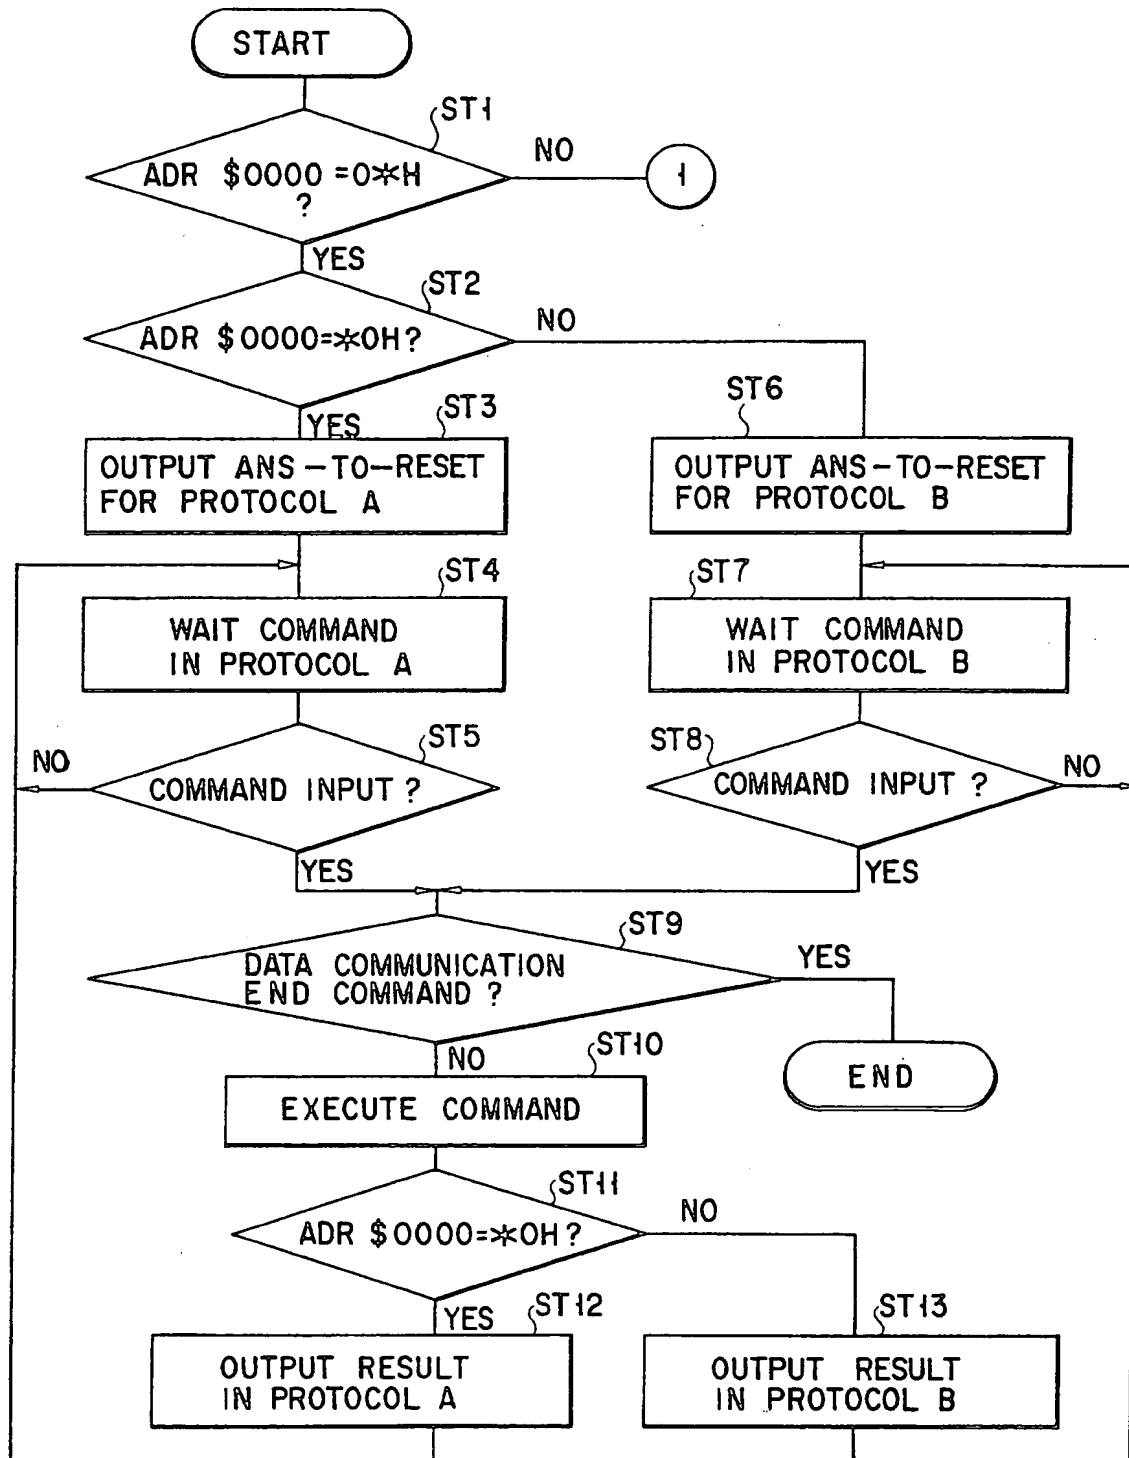 START
ST1
ADR $0000=0*H
?
NO
1
YES
ST2
ADR $0000=*0H?
NO
YES
ST3
OUTPUT ANS-TO-RESET
FOR PROTOCOL A
ST6
OUTPUT ANS-TO-RESET
FOR PROTOCOL B
ST4
WAIT COMMAND
IN PROTOCOL A
ST7
WAIT COMMAND
IN PROTOCOL B
ST5
COMMAND INPUT?
NO
YES
ST8
COMMAND INPUT?
NO
YES
ST9
DATA COMMUNICATION
END COMMAND?
YES
END
NO
ST10
EXECUTE COMMAND
ST11
ADR $0000=*0H?
NO
YES
ST12
OUTPUT RESULT
IN PROTOCOL A
ST13
OUTPUT RESULT
IN PROTOCOL B